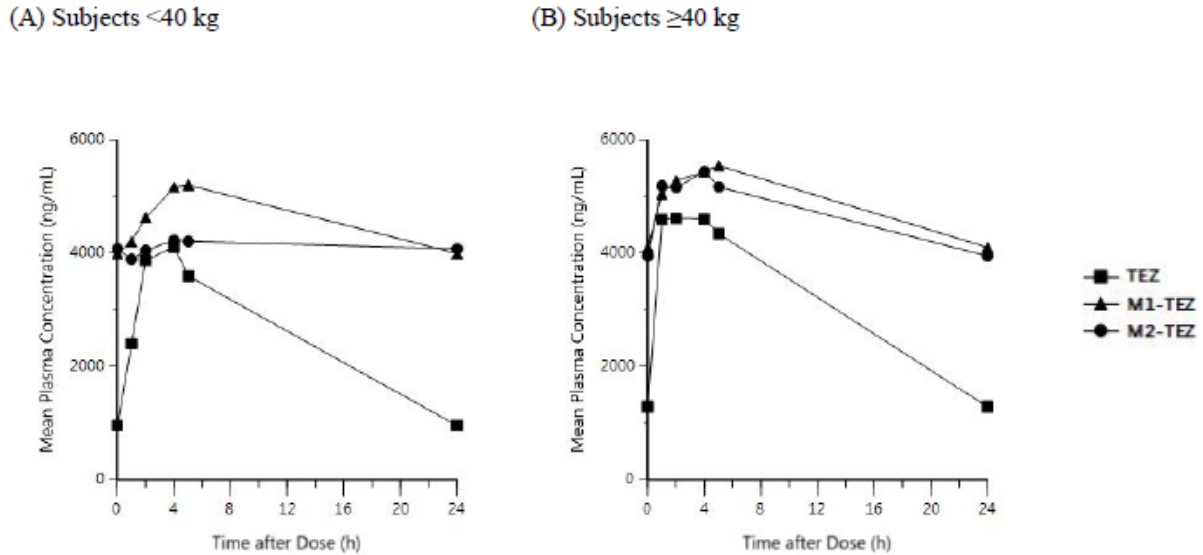 (A) Subjects <40 kg
(B) Subjects ≥40 kg
Mean Plasma Concentration (ng/mL)
6000
4000
2000
0
0 4 8 12 16 20 24
Time after Dose (h)
Mean Plasma Concentration (ng/mL)
6000
4000
2000
0
0 4 8 12 16 20 24
Time after Dose (h)
TEZ
M1-TEZ
M2-TEZ